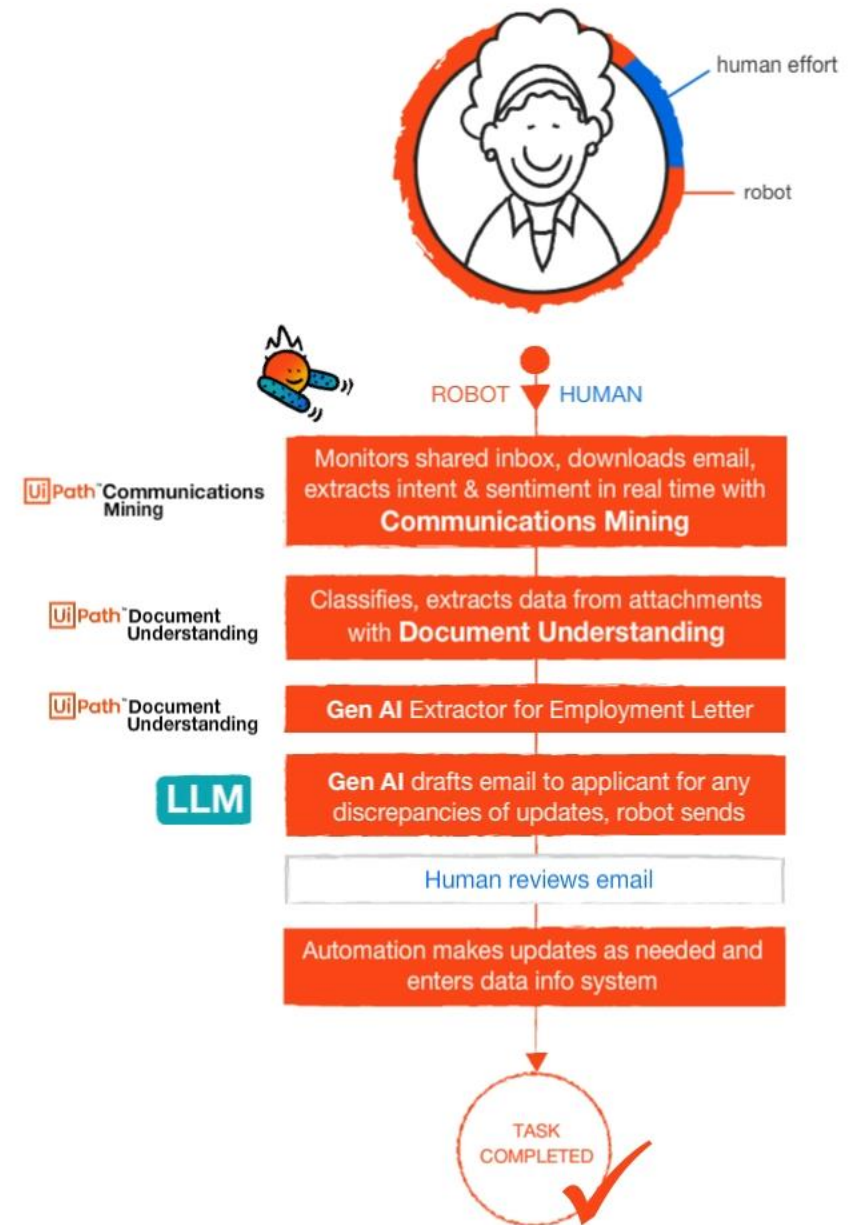 human effort
robot
ROBOT HUMAN
UiPath™ Communications
Mining
Monitors shared inbox, downloads email,
extracts intent & sentiment in real time with
Communications Mining
UiPath™ Document
Understanding
Classifies, extracts data from attachments
with Document Understanding
UiPath™ Document
Understanding
Gen AI Extractor for Employment Letter
LLM
Gen AI drafts email to applicant for any
discrepancies of updates, robot sends
Human reviews email
Automation makes updates as needed and
enters data info system
TASK
COMPLETED